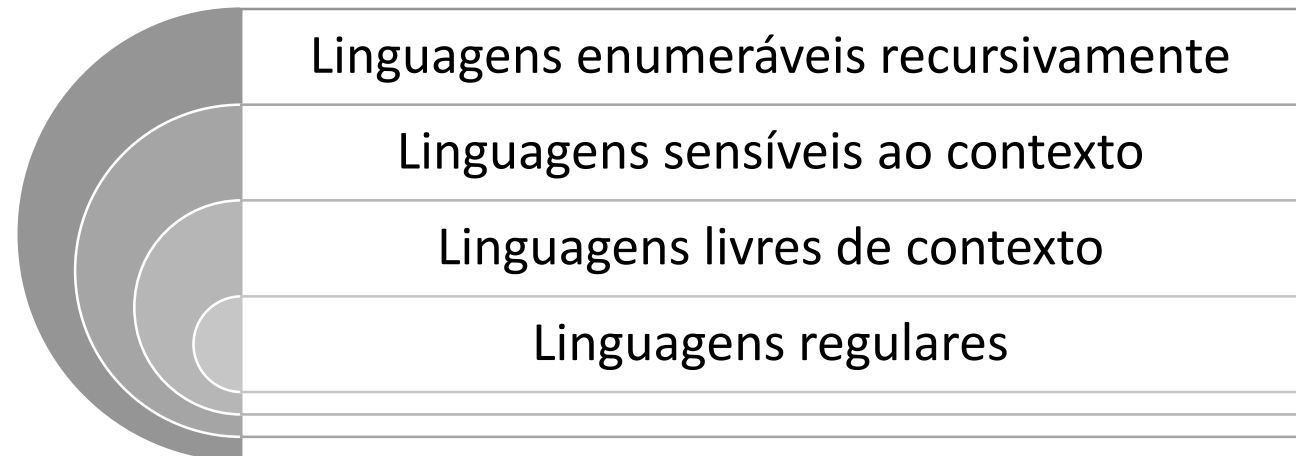 Linguagens enumeráveis recursivamente
Linguagens sensíveis ao contexto
Linguagens livres de contexto
Linguagens regulares